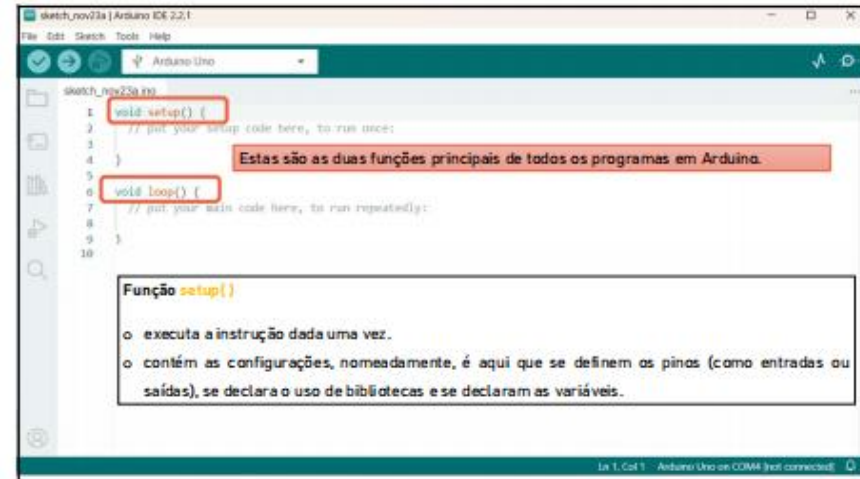 sketch_nov23a | Arduino IDE 2.2.1
File Edit Sketch Tools Help
Arduino Uno
sketch_nov23a.ino
1 void setup() {
2 // put your setup code here, to run once:
3
4 }
5
6 void loop() {
7 // put your main code here, to run repeatedly:
8
9 }
10
Estas são as duas funções principais de todos os programas em Arduino.
Função setup()
o executa a instrução dada uma vez.
o contém as configurações, nomeadamente, é aqui que se definem os pinos (como entradas ou
saídas), se declara o uso de bibliotecas e se declaram as variáveis.
Ln 1, Col 1 Arduino Uno on COM4 [not connected]